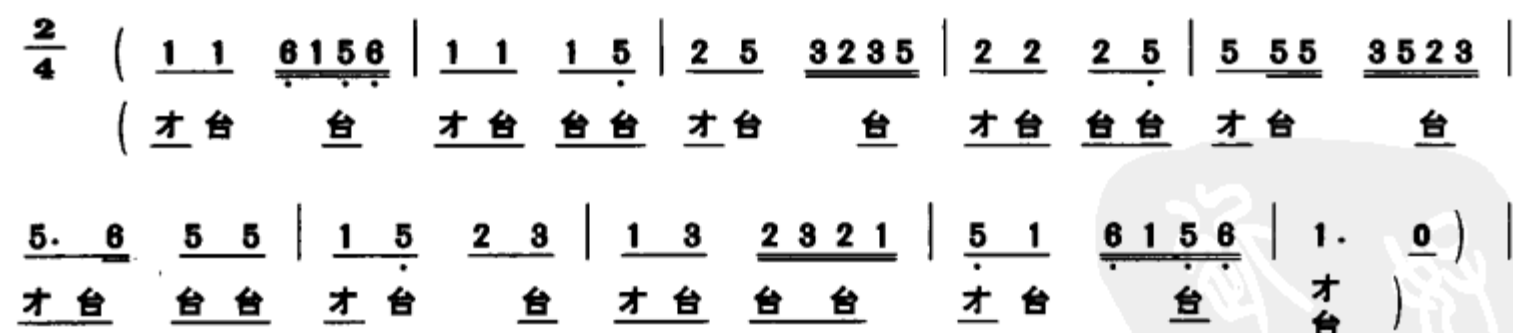 2/4 ( 1 1 6156 | 1 1 1 5 | 2 5 3235 | 2 2 2 5 | 5 55 3523 |
( 才 台 台 才 台 台 台 才 台 台 才 台 台 台 才 台 台
5. 6 5 5 | 1 5 2 3 | 1 3 2321 | 5 1 6156 | 1. 0 ) |
才 台 台 台 才 台 台 才 台 台 台 才 台 台 才台 )